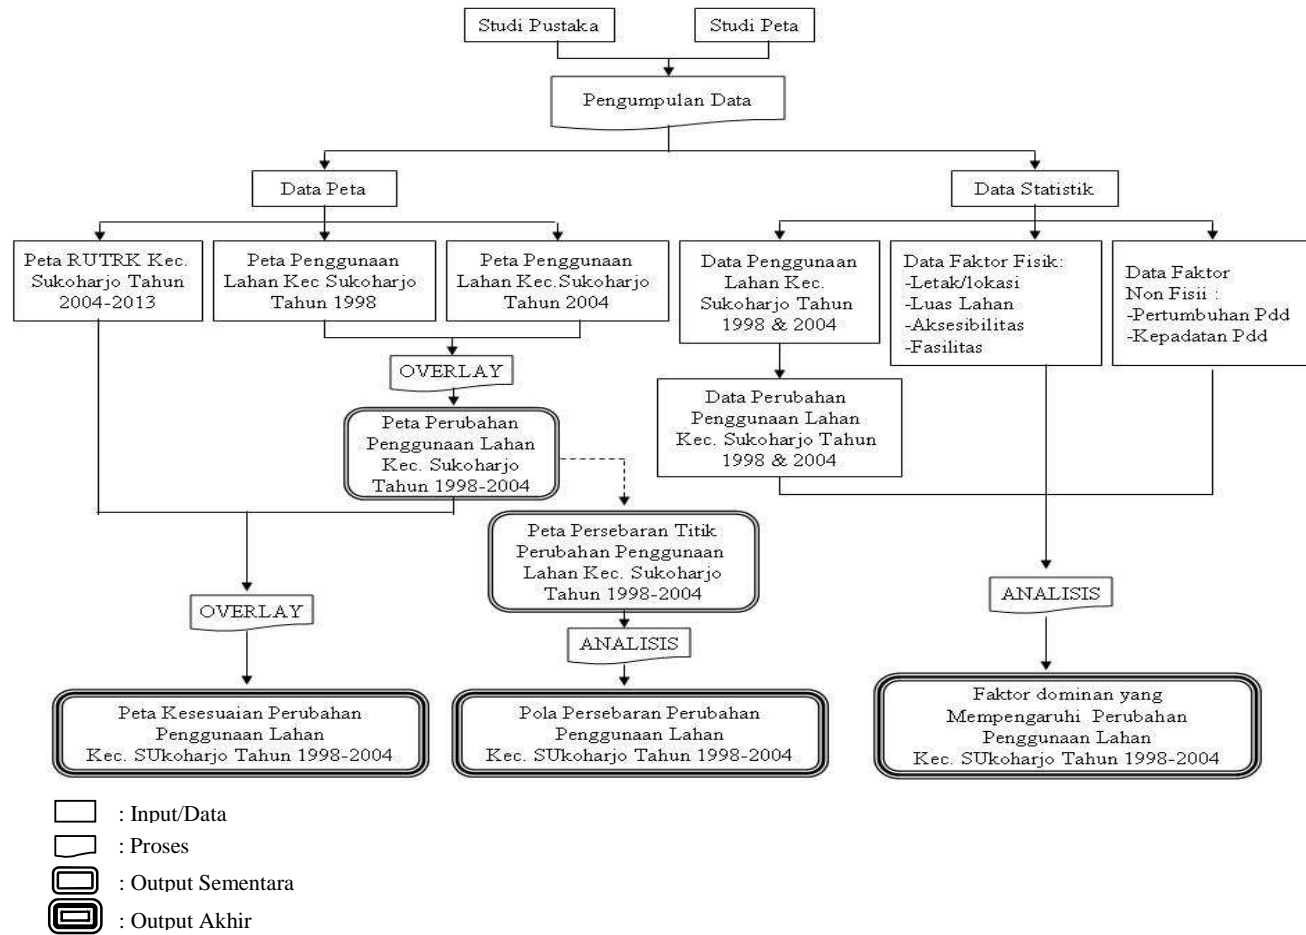 Studi Pustaka
Studi Peta
Pengumpulan Data
Data Peta
Data Statistik
Peta RUTRK Kec.
Sukoharjo Tahun
2004-2013
Peta Penggunaan
Lahan Kec Sukoharjo
Tahun 1998
Peta Penggunaan
Lahan Kec.Sukoharjo
Tahun 2004
Data Penggunaan
Lahan Kec.
Sukoharjo Tahun
1998 & 2004
Data Faktor Fisik:
-Letak/lokasi
-Luas Lahan
-Aksesibilitas
-Fasilitas
Data Faktor
Non Fisii :
-Pertumbuhan Pdd
-Kepadatan Pdd
OVERLAY
Data Perubahan
Penggunaan Lahan
Kec. Sukoharjo Tahun
1998 & 2004
Peta Perubahan
Penggunaan Lahan
Kec. Sukoharjo
Tahun 1998-2004
Peta Persebaran Titik
Perubahan Penggunaan
Lahan Kec. Sukoharjo
Tahun 1998-2004
OVERLAY
ANALISIS
ANALISIS
Peta Kesesuaian Perubahan
Penggunaan Lahan
Kec. SUkoharjo Tahun 1998-2004
Pola Persebaran Perubahan
Penggunaan Lahan
Kec. SUkoharjo Tahun 1998-2004
Faktor dominan yang
Mempengaruhi Perubahan
Penggunaan Lahan
Kec. SUkoharjo Tahun 1998-2004
: Input/Data
: Proses
: Output Sementara
: Output Akhir